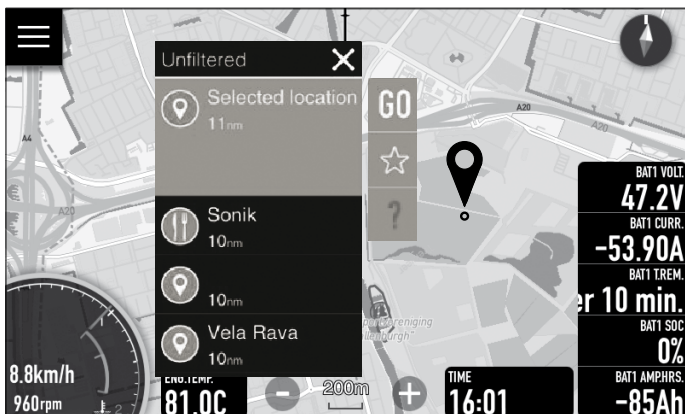 Unfiltered
Selected location
11nm
Sonik
10nm
10nm
Vela Rava
10nm
GO
?
A4
A20
A20
BAT1 VOLT.
47.2V
BAT1 CURR.
-53.90A
BAT1 T.REM.
er 10 min.
BAT1 SOC
0%
BAT1 AMPHRS.
-85Ah
8.8km/h
960rpm
2
ENG.TEMP.
81.0C
200m
TIME
16:01